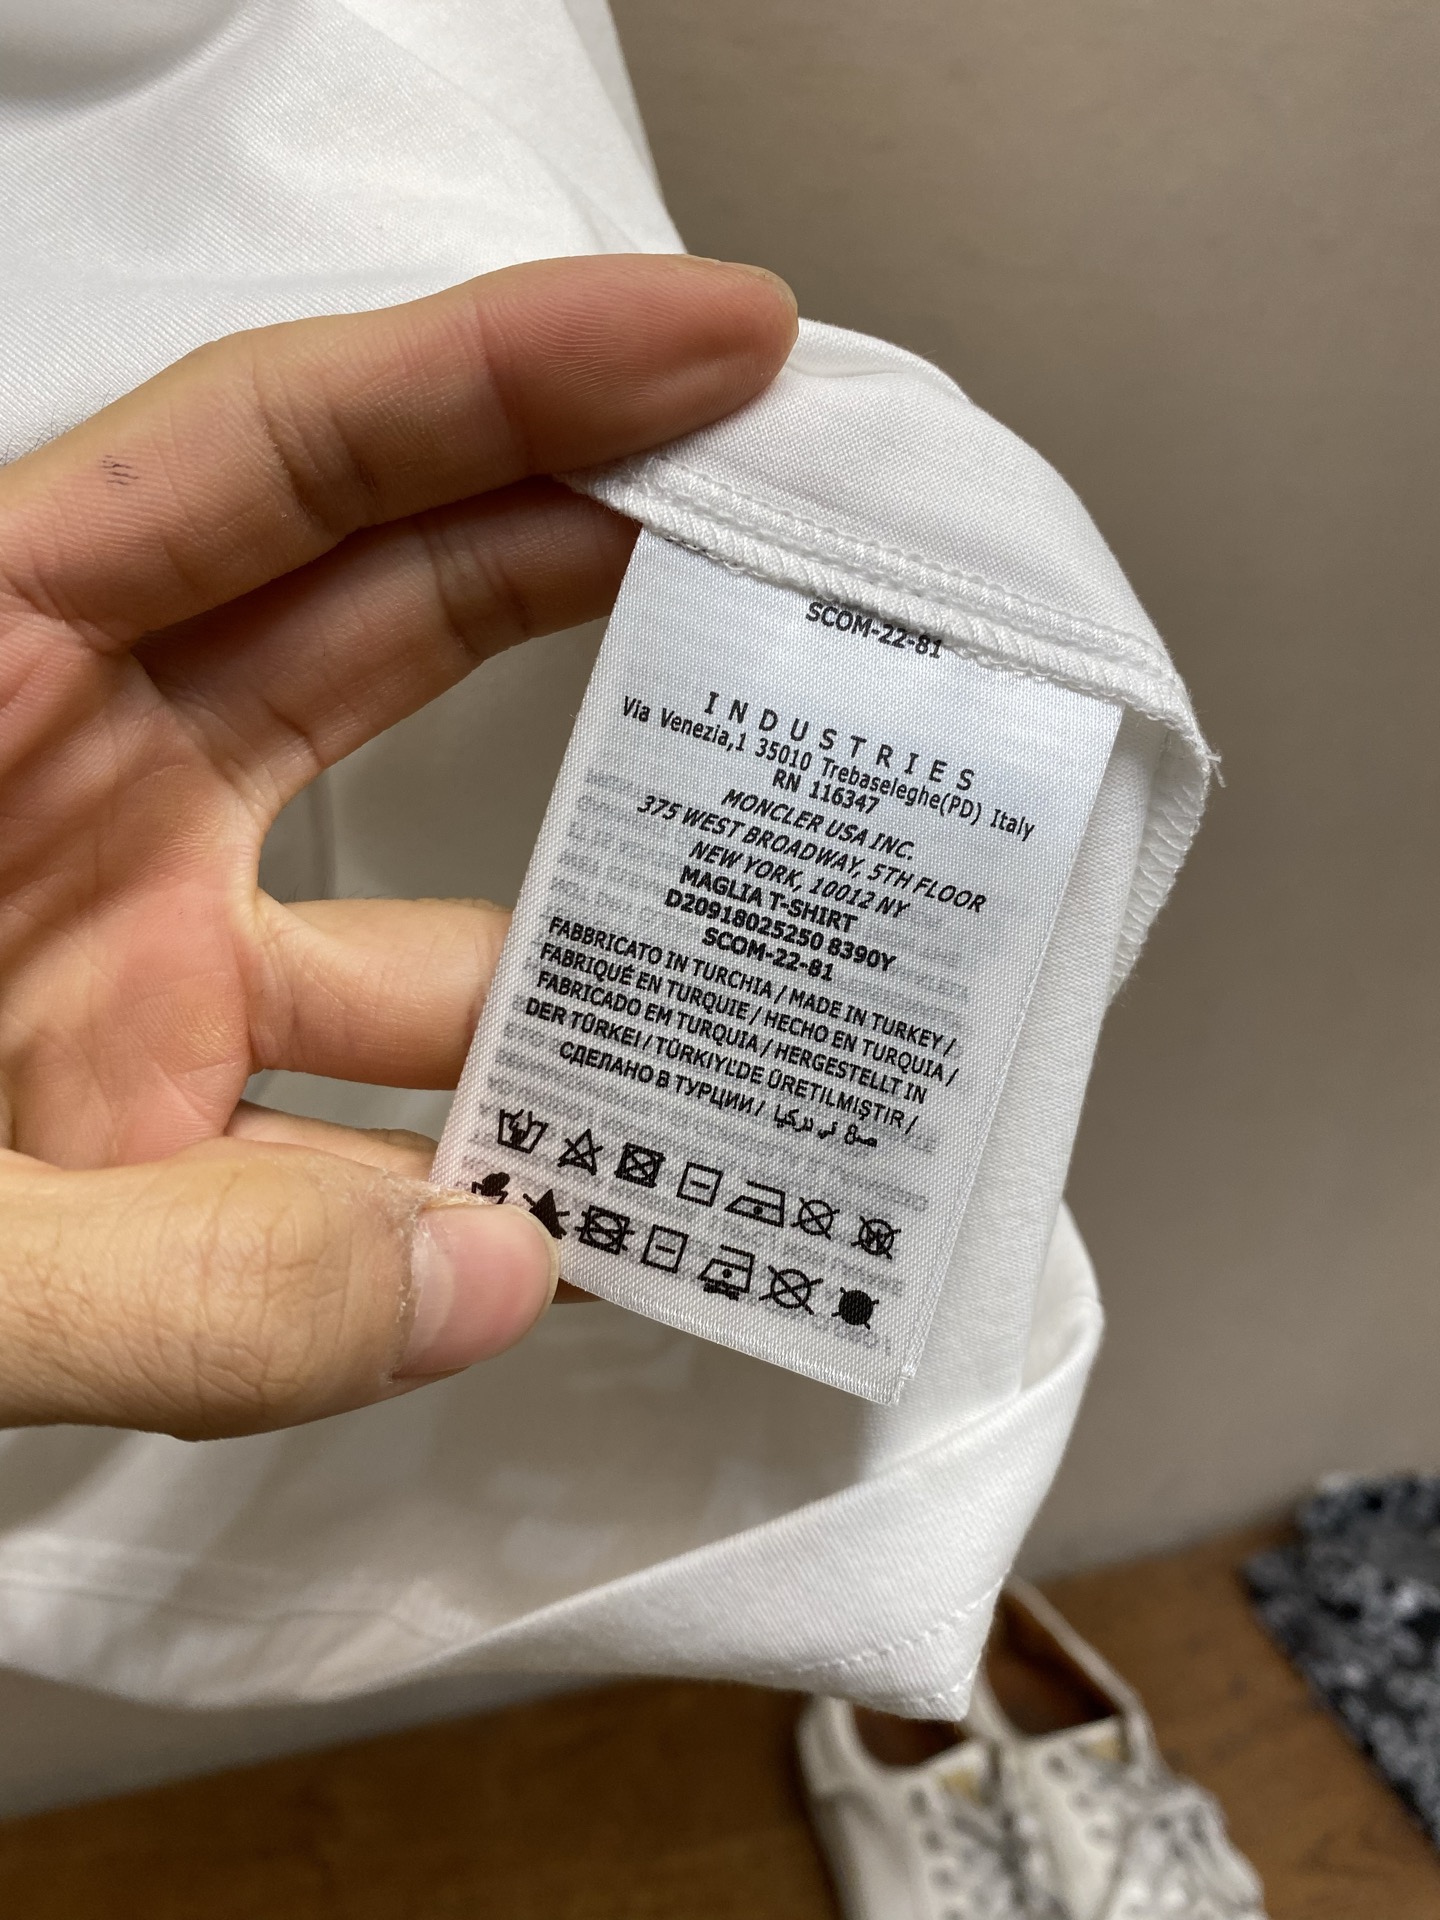 SCOM-22-81
INDUSTRIES
Via Venezia,1 35010 Trebaseleghe(PD) Italy
RN 116347
MONCLER USA INC.
375 WEST BROADWAY, 5TH FLOOR
NEW YORK, 10012 NY
MAGLIA T-SHIRT
D20918025250 8390Y
SCOM-22-81
FABBRICATO IN TURCHIA / MADE IN TURKEY /
FABRIQUÉ EN TURQUIE / HECHO EN TURQUIA /
FABRICADO EM TURQUIA / HERGESTELLT IN
DER TÜRKEI / TÜRKIYL'DE ÜRETILMIŞTIR /
СДЕЛАНО В ТУРЦИИ /